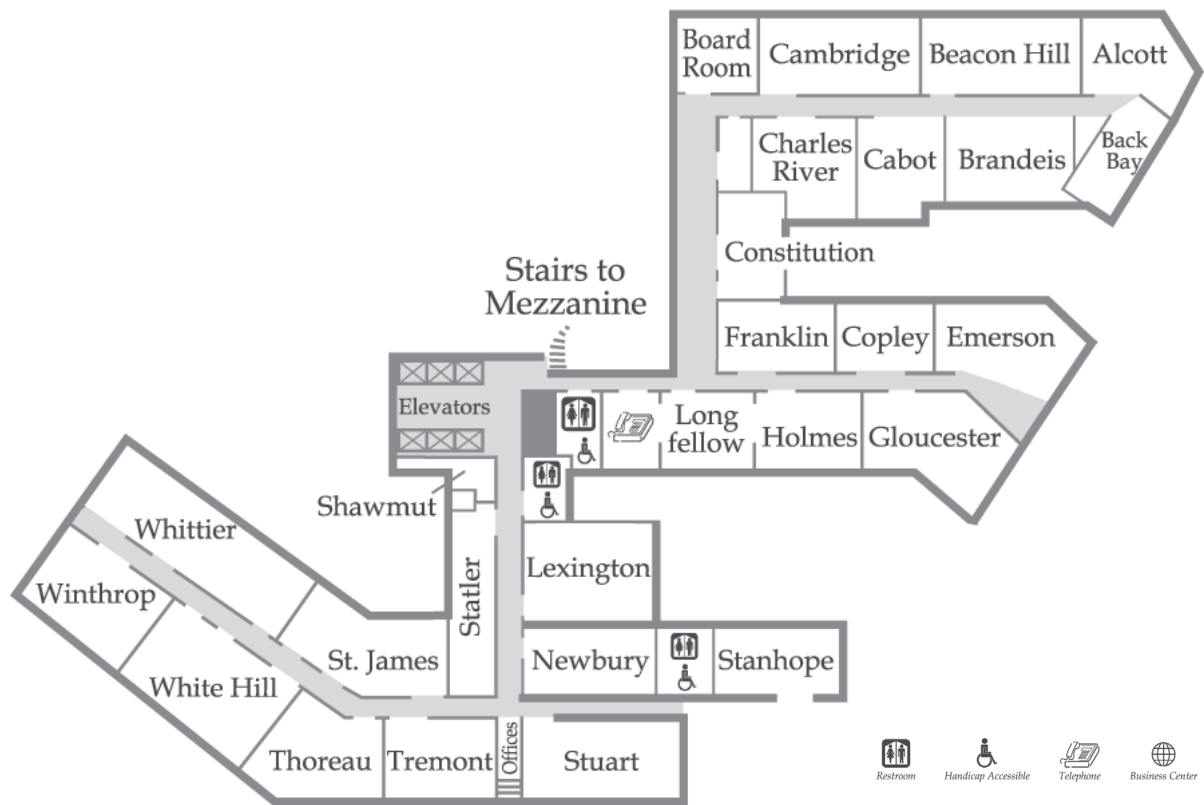 Board
Room
Cambridge
Beacon Hill
Alcott
Charles
River
Cabot
Brandeis
Back
Bay
Constitution
Stairs to
Mezzanine
Franklin
Copley
Emerson
Elevators
Long
fellow
Holmes
Gloucester
Shawmut
Whittier
Lexington
Winthrop
Statler
St. James
Newbury
Stanhope
White Hill
Thoreau
Tremont
Offices
Stuart
Restroom
Handicap Accessible
Telephone
Business Center